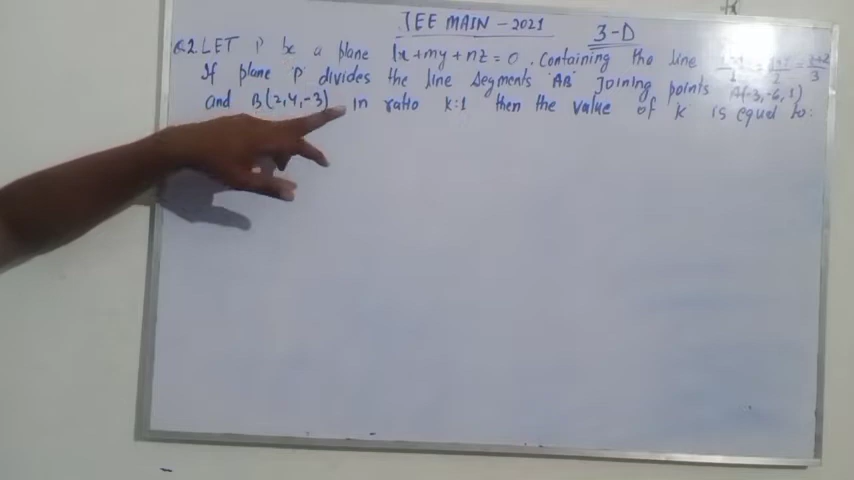 JEE MAIN - 2021
3-D
Q2. LET P be a plane lx+my+nz=0. Containing the line
If plane 'P' divides the line segments AB Joining points A(-3,-6,1)
and B(2,4,-3) in ratio k:1 then the value of k is equal to: